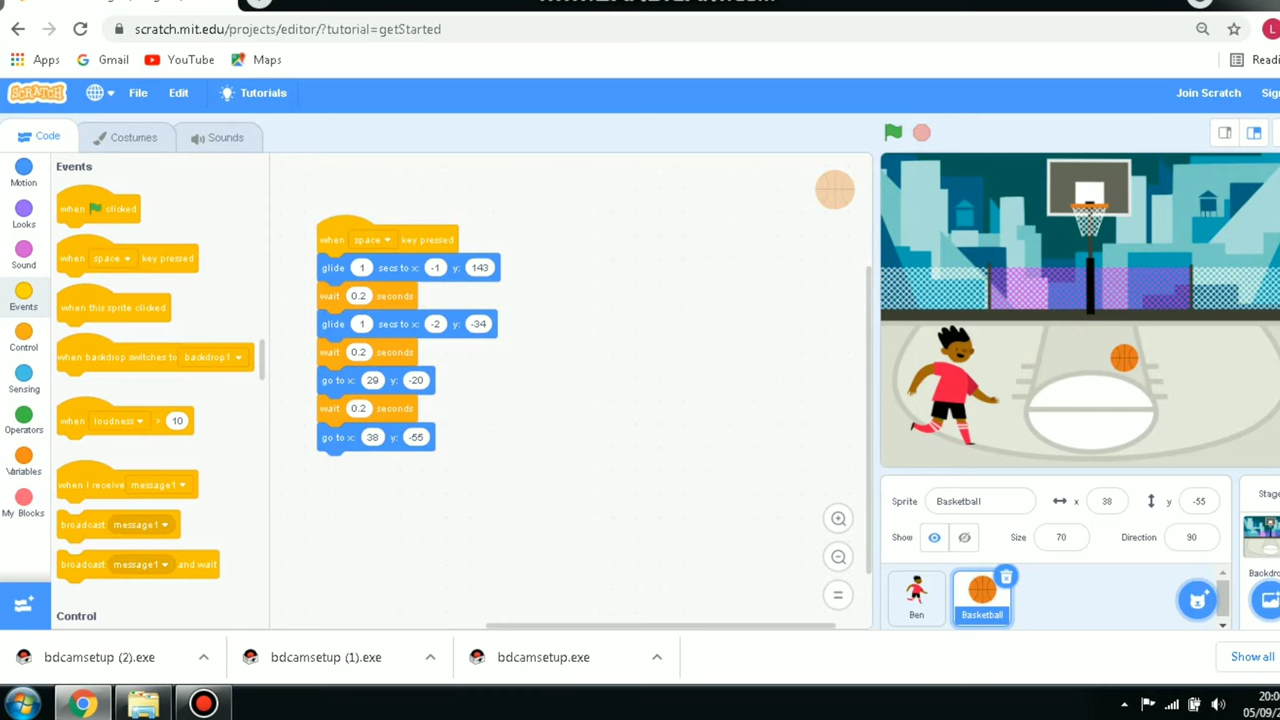 scratch.mit.edu/projects/editor/?tutorial=getStarted
Apps Gmail YouTube Maps
SCRATCH File Edit Tutorials Join Scratch
Code Costumes Sounds
Motion
Looks
Sound
Events
Control
Sensing
Operators
Variables
My Blocks
Events
when clicked
when space key pressed
when this sprite clicked
when backdrop switches to backdrop1
when loudness > 10
when I receive message1
broadcast message1
broadcast message1 and wait
Control
when space key pressed
glide 1 secs to x: -1 y: 143
wait 0.2 seconds
glide 1 secs to x: -2 y: -34
wait 0.2 seconds
go to x: 29 y: -20
wait 0.2 seconds
go to x: 38 y: -55
Sprite Basketball x 38 y -55
Show Size 70 Direction 90
Ben
Basketball
bdcamsetup (2).exe bdcamsetup (1).exe bdcamsetup.exe Show all